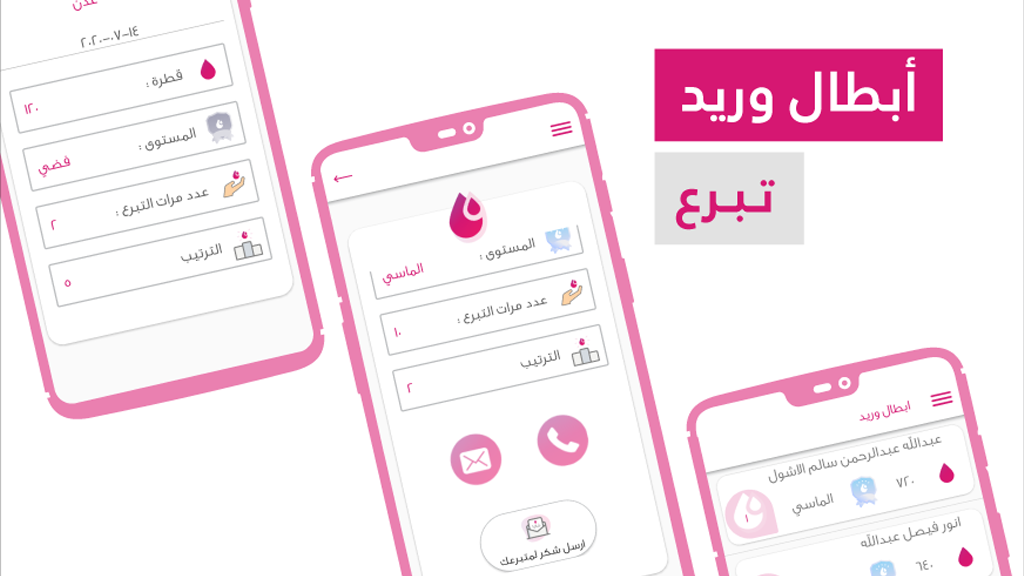 أبطال وريد
تبرع
عدن
١٤-٠٧-٢٠٢٠
قطرة :
١٢٠
المستوى :
فضي
عدد مرات التبرع :
٢
الترتيب
٥
المستوى :
الماسي
عدد مرات التبرع :
١٠
الترتيب
٢
ارسل شكر لمتبرعك
ابطال وريد
عبدالله عبدالرحمن سالم الاشول
٧٢٠
الماسي
١
انور فيصل عبدالله
٦٤٠